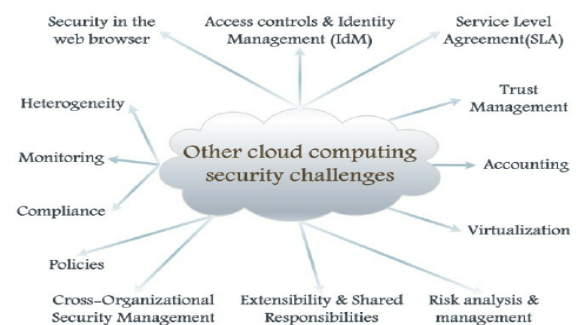 Security in the
web browser
Access controls & Identity
Management (IdM)
Service Level
Agreement(SLA)
Trust
Management
Heterogeneity
Monitoring
Other cloud computing
security challenges
Accounting
Compliance
Virtualization
Policies
Cross-Organizational
Security Management
Extensibility & Shared
Responsibilities
Risk analysis &
management